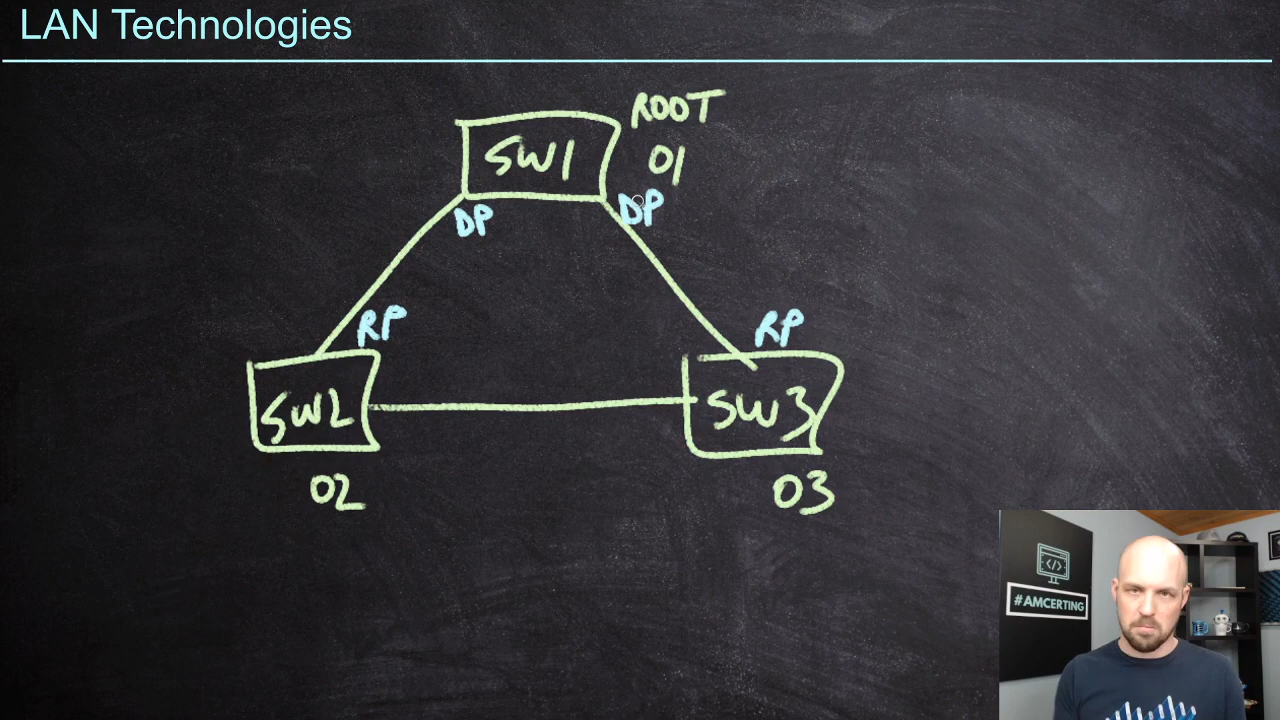 LAN Technologies
ROOT
SW1
01
DP
DP
RP
RP
SW2
SW3
02
03
</>
#AMCERTING